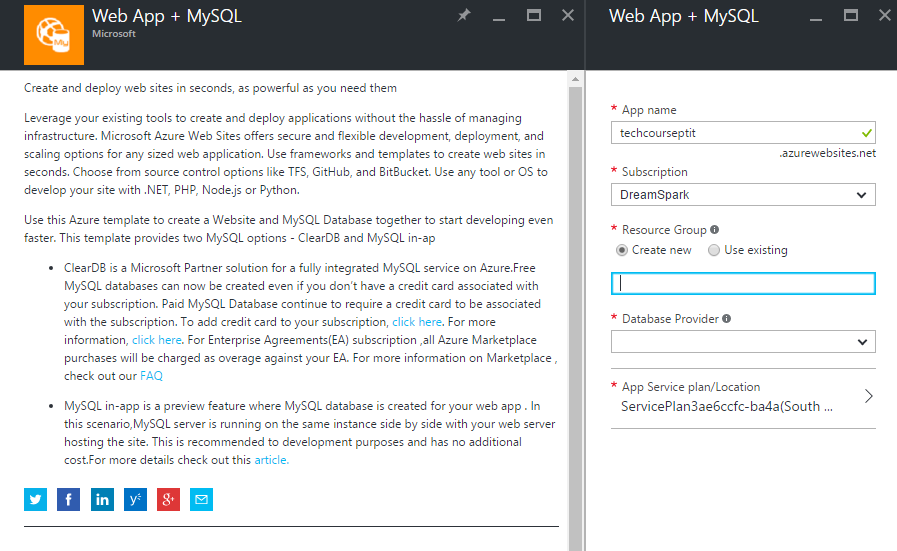 Web App + MySQL
Microsoft
Create and deploy web sites in seconds, as powerful as you need them
Leverage your existing tools to create and deploy applications without the hassle of managing
infrastructure. Microsoft Azure Web Sites offers secure and flexible development, deployment, and
scaling options for any sized web application. Use frameworks and templates to create web sites in
seconds. Choose from source control options like TFS, GitHub, and BitBucket. Use any tool or OS to
develop your site with .NET, PHP, Node.js or Python.
Use this Azure template to create a Website and MySQL Database together to start developing even
faster. This template provides two MySQL options - ClearDB and MySQL in-ap
• ClearDB is a Microsoft Partner solution for a fully integrated MySQL service on Azure.Free
MySQL databases can now be created even if you don't have a credit card associated with
your subscription. Paid MySQL Database continue to require a credit card to be associated
with the subscription. To add credit card to your subscription, click here. For more
information, click here. For Enterprise Agreements(EA) subscription ,all Azure Marketplace
purchases will be charged as overage against your EA. For more information on Marketplace ,
check out our FAQ
• MySQL in-app is a preview feature where MySQL database is created for your web app . In
this scenario,MySQL server is running on the same instance side by side with your web server
hosting the site. This is recommended to development purposes and has no additional
cost.For more details check out this article.
Web App + MySQL
* App name
techcourseptit
.azurewebsites.net
* Subscription
DreamSpark
* Resource Group
Create new Use existing
* Database Provider
* App Service plan/Location
ServicePlan3ae6ccfc-ba4a(South ...